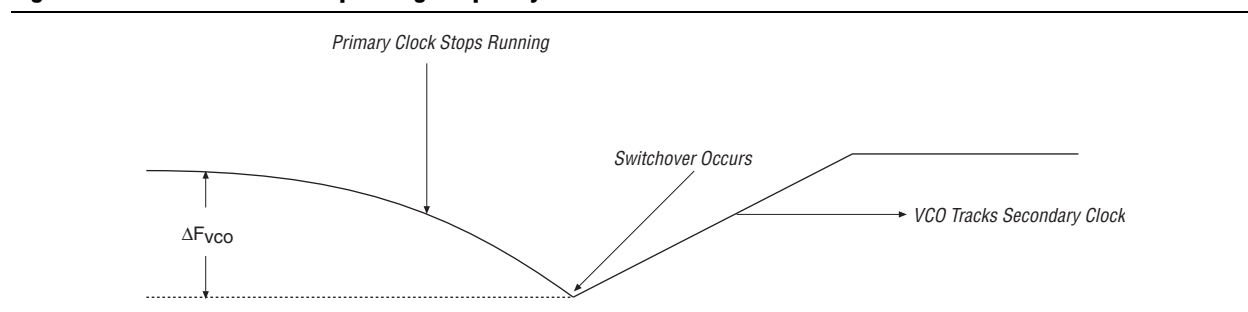 Primary Clock Stops Running
Switchover Occurs
VCO Tracks Secondary Clock
ΔFVCO